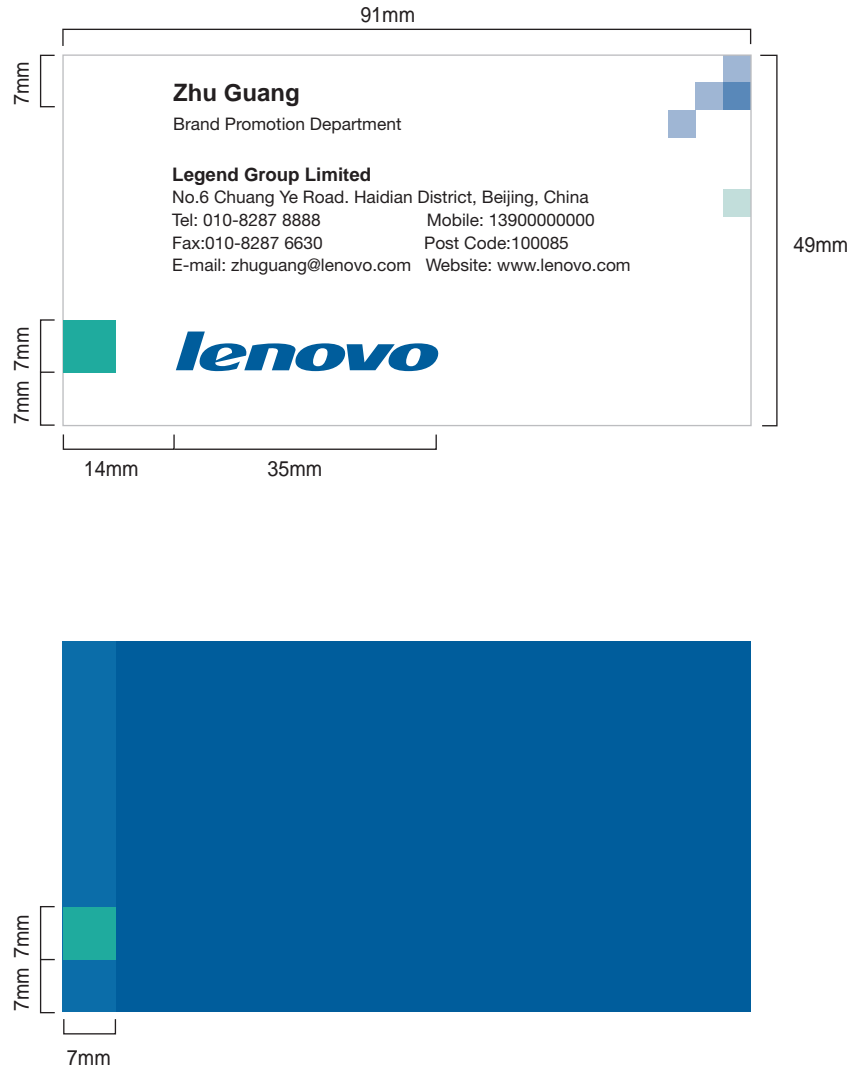 91mm
7mm
Zhu Guang
Brand Promotion Department
Legend Group Limited
No.6 Chuang Ye Road. Haidian District, Beijing, China
Tel: 010-8287 8888 Mobile: 13900000000
Fax:010-8287 6630 Post Code:100085
E-mail: zhuguang@lenovo.com Website: www.lenovo.com
49mm
7mm
lenovo
7mm
14mm 35mm
7mm
7mm
7mm